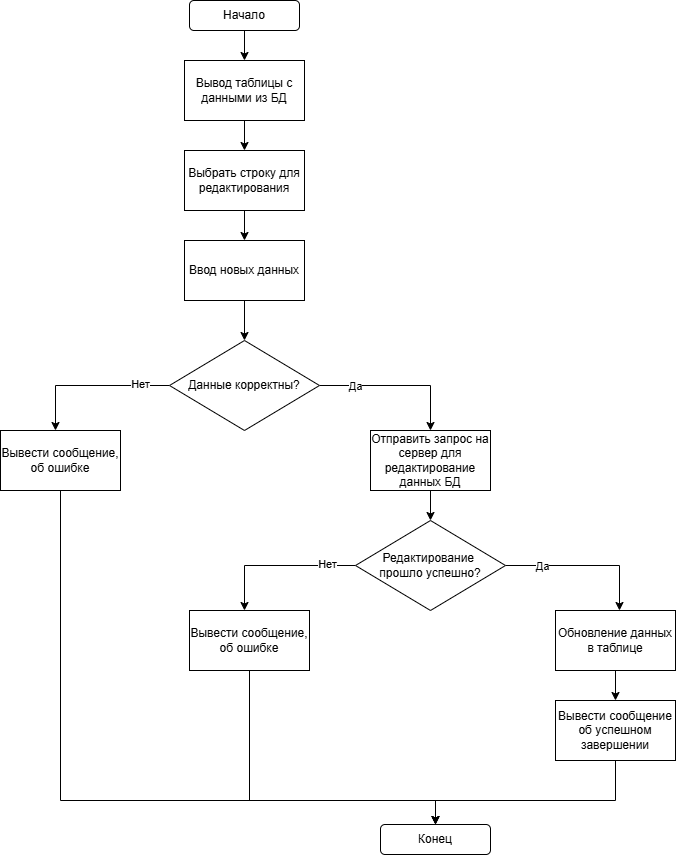 Начало
Вывод таблицы с
данными из БД
Выбрать строку для
редактирования
Ввод новых данных
Данные корректны?
Нет
Да
Вывести сообщение,
об ошибке
Отправить запрос на
сервер для
редактирование
данных БД
Редактирование
прошло успешно?
Нет
Да
Вывести сообщение,
об ошибке
Обновление данных
в таблице
Вывести сообщение
об успешном
завершении
Конец